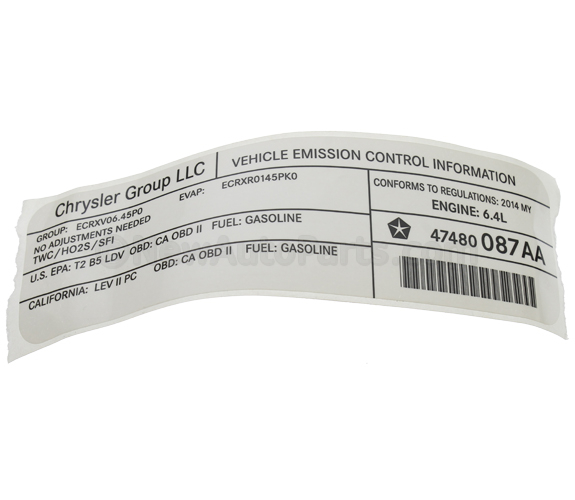 Chrysler Group LLC
VEHICLE EMISSION CONTROL INFORMATION
GROUP: ECRXV06.45P0
EVAP: ECRXR0145PK0
NO ADJUSTMENTS NEEDED
TWC/HO2S/SFI
U.S. EPA: T2 B5 LDV OBD: CA OBD II FUEL: GASOLINE
CALIFORNIA: LEV II PC OBD: CA OBD II FUEL: GASOLINE
CONFORMS TO REGULATIONS: 2014 MY
ENGINE: 6.4L
47480 087AA